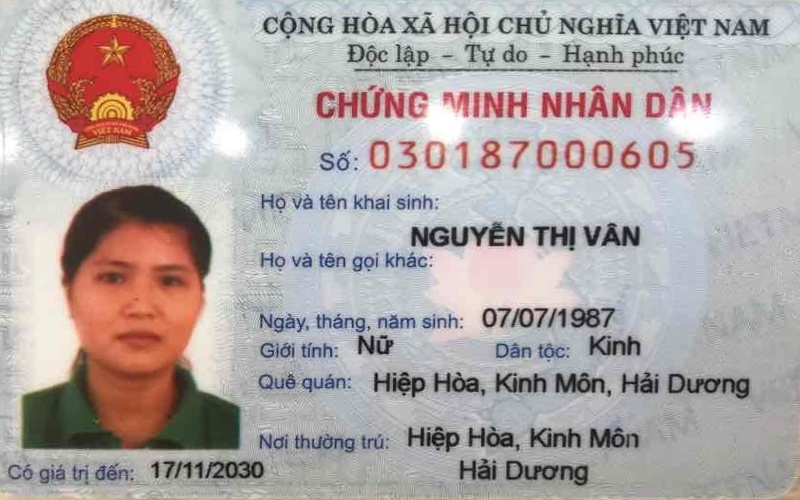 CỘNG HÒA XÃ HỘI CHỦ NGHĨA VIỆT NAM
Độc lập – Tự do – Hạnh phúc
CHỨNG MINH NHÂN DÂN
Số: 030187000605
Họ và tên khai sinh:
NGUYỄN THỊ VÂN
Họ và tên gọi khác:
Ngày, tháng, năm sinh: 07/07/1987
Giới tính: Nữ Dân tộc: Kinh
Quê quán: Hiệp Hòa, Kinh Môn, Hải Dương
Nơi thường trú: Hiệp Hòa, Kinh Môn
Hải Dương
Có giá trị đến: 17/11/2030
VIỆT NAM